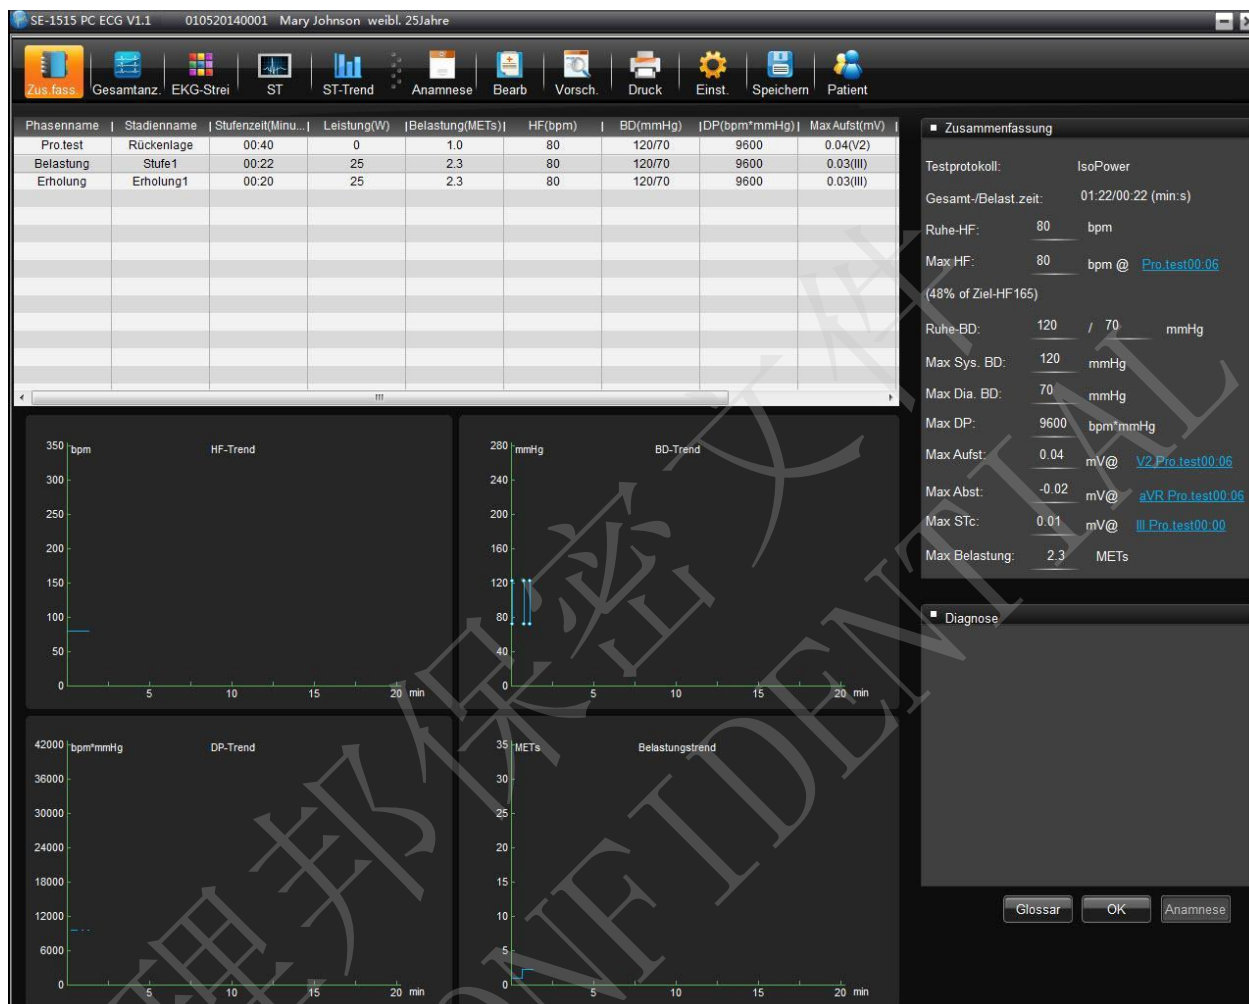 SE-1515 PC ECG V1.1 010520140001 Mary Johnson weibl. 25Jahre
Zus.fass. Gesamtanz. EKG-Strei ST ST-Trend Anamnese Bearb Vorsch. Druck Einst. Speichern Patient
Phasenname Stadienname Stufenzeit(Minu... Leistung(W) Belastung(METs) HF(bpm) BD(mmHg) DP(bpm*mmHg) Max Aufst(mV)
Pro.test Rückenlage 00:40 0 1.0 80 120/70 9600 0.04(V2)
Belastung Stufe1 00:22 25 2.3 80 120/70 9600 0.03(III)
Erholung Erholung1 00:20 25 2.3 80 120/70 9600 0.03(III)
Zusammenfassung
Testprotokoll: IsoPower
Gesamt-/Belast.zeit: 01:22/00:22 (min:s)
Ruhe-HF: 80 bpm
Max HF: 80 bpm @ Pro.test00:06
(48% of Ziel-HF165)
Ruhe-BD: 120 / 70 mmHg
Max Sys. BD: 120 mmHg
Max Dia. BD: 70 mmHg
Max DP: 9600 bpm*mmHg
Max Aufst: 0.04 mV@ V2 Pro.test00:06
Max Abst: -0.02 mV@ aVR Pro.test00:06
Max STc: 0.01 mV@ III Pro.test00:00
Max Belastung: 2.3 METs
Diagnose
Glossar OK Anamnese
HF-Trend
350 bpm
300
250
200
150
100
50
0
5 10 15 20 min
BD-Trend
280 mmHg
240
200
160
120
80
40
0
5 10 15 20 min
DP-Trend
42000 bpm*mmHg
36000
30000
24000
18000
12000
6000
0
5 10 15 20 min
Belastungstrend
35 METs
30
25
20
15
10
5
0
5 10 15 20 min
理邦保密文件
CONFIDENTIAL